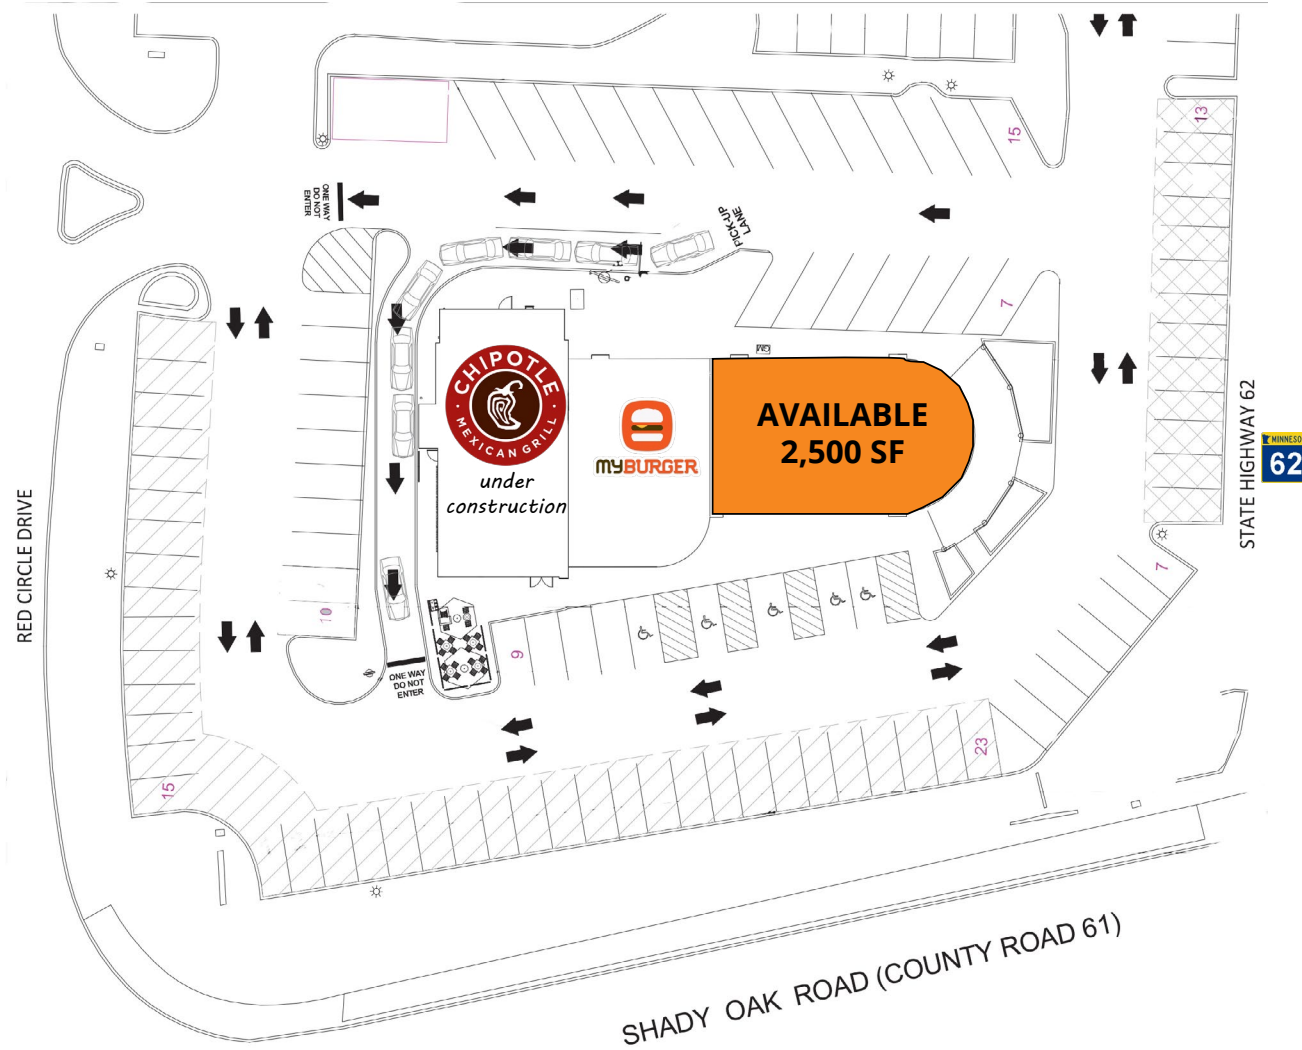 15
13
ONE WAY
DO NOT
ENTER
PICK-UP
LANE
7
GM
CHIPOTLE
MEXICAN GRILL
under
construction
MYBURGER
AVAILABLE
2,500 SF
STATE HIGHWAY 62
MINNESO
62
RED CIRCLE DRIVE
10
9
7
ONE WAY
DO NOT
ENTER
23
15
SHADY OAK ROAD (COUNTY ROAD 61)